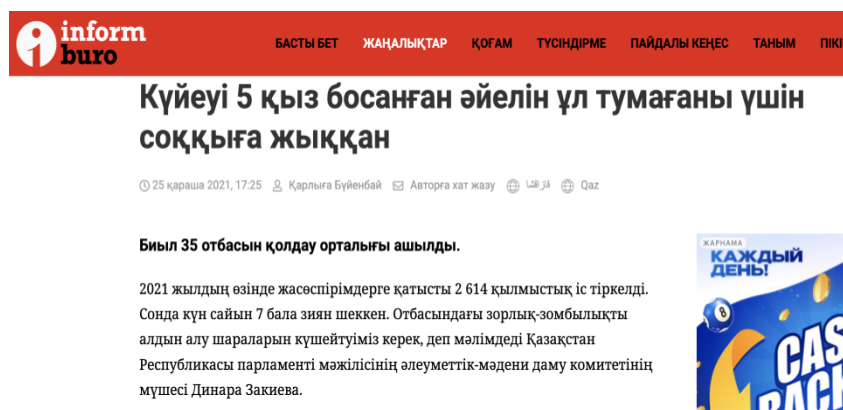 inform
buro
БАСТЫ БЕТ ЖАҢАЛЫҚТАР ҚОҒАМ ТҮСІНДІРМЕ ПАЙДАЛЫ КЕҢЕС ТАНЫМ
Күйеуі 5 қыз босанған әйелін ұл тумағаны үшін
соққыға жыққан
25 қараша 2021, 17:25 Қарлыға Бүйенбай Авторға хат жазу قازاقشا Qaz
Биыл 35 отбасын қолдау орталығы ашылды.
2021 жылдың өзінде жасөспірімдерге қатысты 2 614 қылмыстық іс тіркелді.
Сонда күн сайын 7 бала зиян шеккен. Отбасындағы зорлық-зомбылықты
алдын алу шараларын күшейтуіміз керек, деп мәлімдеді Қазақстан
Республикасы парламенті мәжілісінің әлеуметтік-мәдени даму комитетінің
мүшесі Динара Закиева.
ЖАРНАМА
КАЖДЫЙ
ДЕНЬ!
8
CAS
BACK